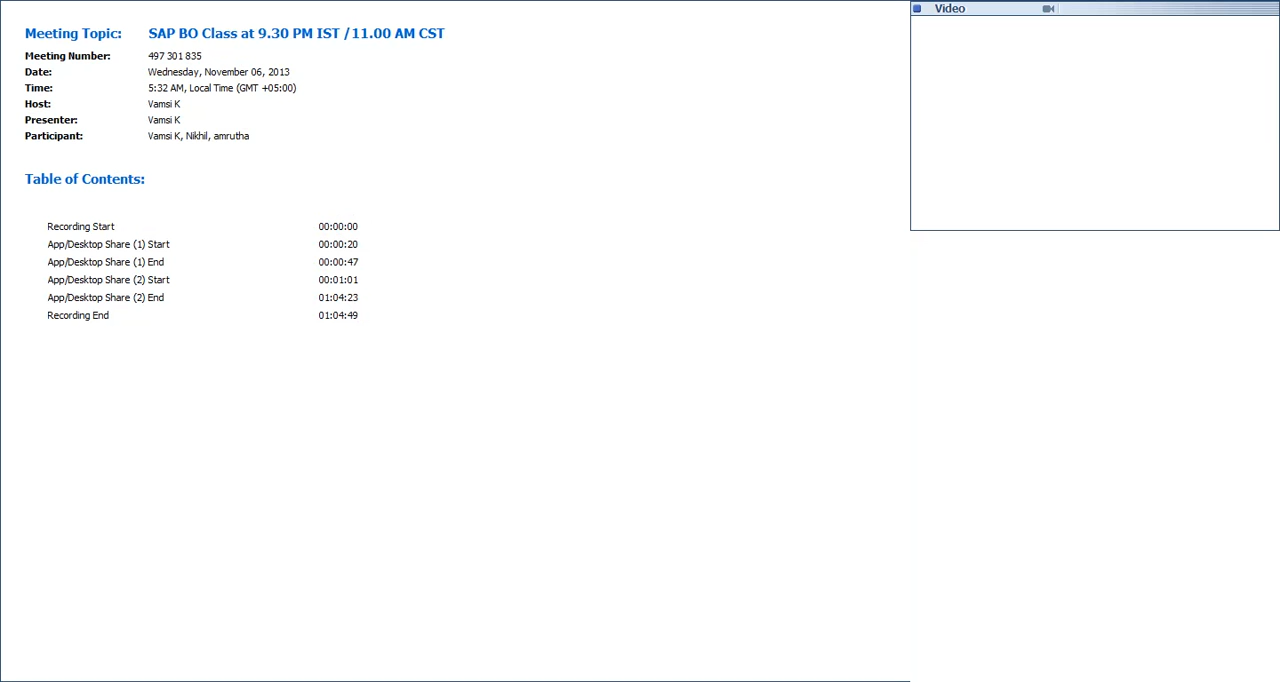 Meeting Topic: SAP BO Class at 9.30 PM IST /11.00 AM CST
Meeting Number: 497 301 835
Date: Wednesday, November 06, 2013
Time: 5:32 AM, Local Time (GMT +05:00)
Host: Vamsi K
Presenter: Vamsi K
Participant: Vamsi K, Nikhil, amrutha
Table of Contents:
Recording Start 00:00:00
App/Desktop Share (1) Start 00:00:20
App/Desktop Share (1) End 00:00:47
App/Desktop Share (2) Start 00:01:01
App/Desktop Share (2) End 01:04:23
Recording End 01:04:49
Video